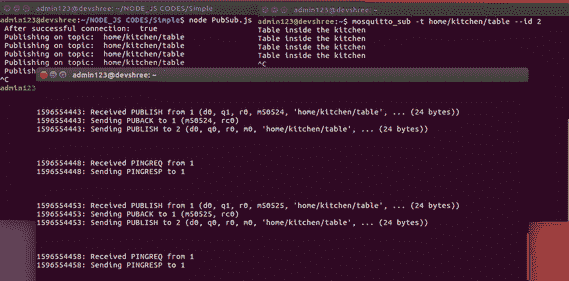 admin123@devshree: ~/NODE_JS CODES/Simple
admin123@devshree:~/NODE_JS CODES/Simple$ node PubSub.js
After successful connection:  true
Publishing on topic:  home/kitchen/table
Publishing on topic:  home/kitchen/table
Publishing on topic:  home/kitchen/table
Publishing on topic:  home/kitchen/table
Publis
^C
admin12
admin123@devshree: ~
admin123@devshree:~$ mosquitto_sub -t home/kitchen/table --id 2
Table inside the kitchen
Table inside the kitchen
Table inside the kitchen
Table inside the kitchen
^C
admin123@devshree: ~
1596554443: Received PUBLISH from 1 (d0, q1, r0, m50524, 'home/kitchen/table', ... (24 bytes))
1596554443: Sending PUBACK to 1 (m50524, rc0)
1596554443: Sending PUBLISH to 2 (d0, q0, r0, m0, 'home/kitchen/table', ... (24 bytes))
1596554448: Received PINGREQ from 1
1596554448: Sending PINGRESP to 1
1596554453: Received PUBLISH from 1 (d0, q1, r0, m50525, 'home/kitchen/table', ... (24 bytes))
1596554453: Sending PUBACK to 1 (m50525, rc0)
1596554453: Sending PUBLISH to 2 (d0, q0, r0, m0, 'home/kitchen/table', ... (24 bytes))
1596554458: Received PINGREQ from 1
1596554458: Sending PINGRESP to 1